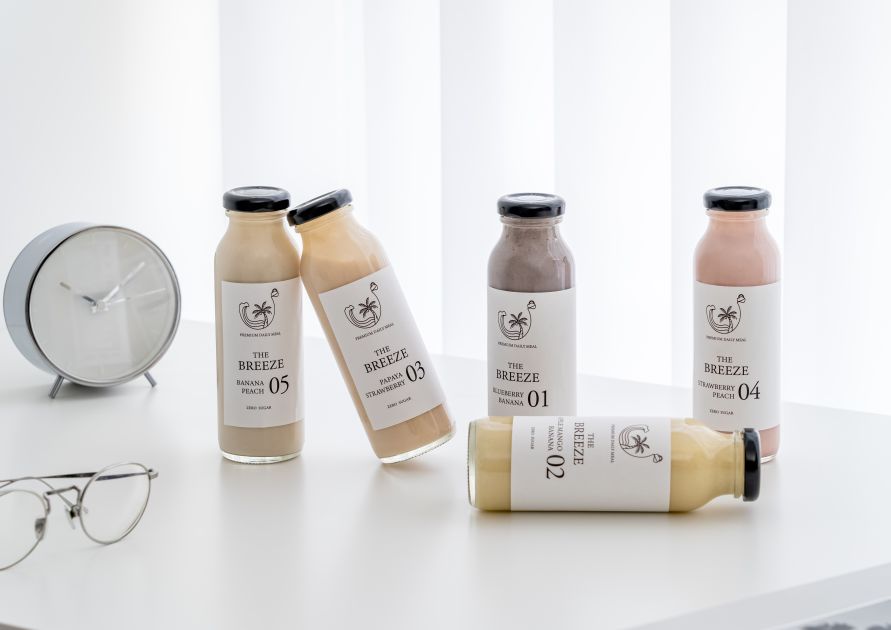 PREMIUM DAILY MEAL
THE
BREEZE
BANANA
PEACH 05
ZERO SUGAR
PREMIUM DAILY MEAL
THE
BREEZE
PAPAYA
STRAWBERRY 03
ZERO SUGAR
PREMIUM DAILY MEAL
THE
BREEZE
BLUEBERRY
BANANA 01
PREMIUM DAILY MEAL
THE
BREEZE
STRAWBERRY
PEACH 04
ZERO SUGAR
PREMIUM DAILY MEAL
THE
BREEZE
MANGO
BANANA 02
ZERO SUGAR